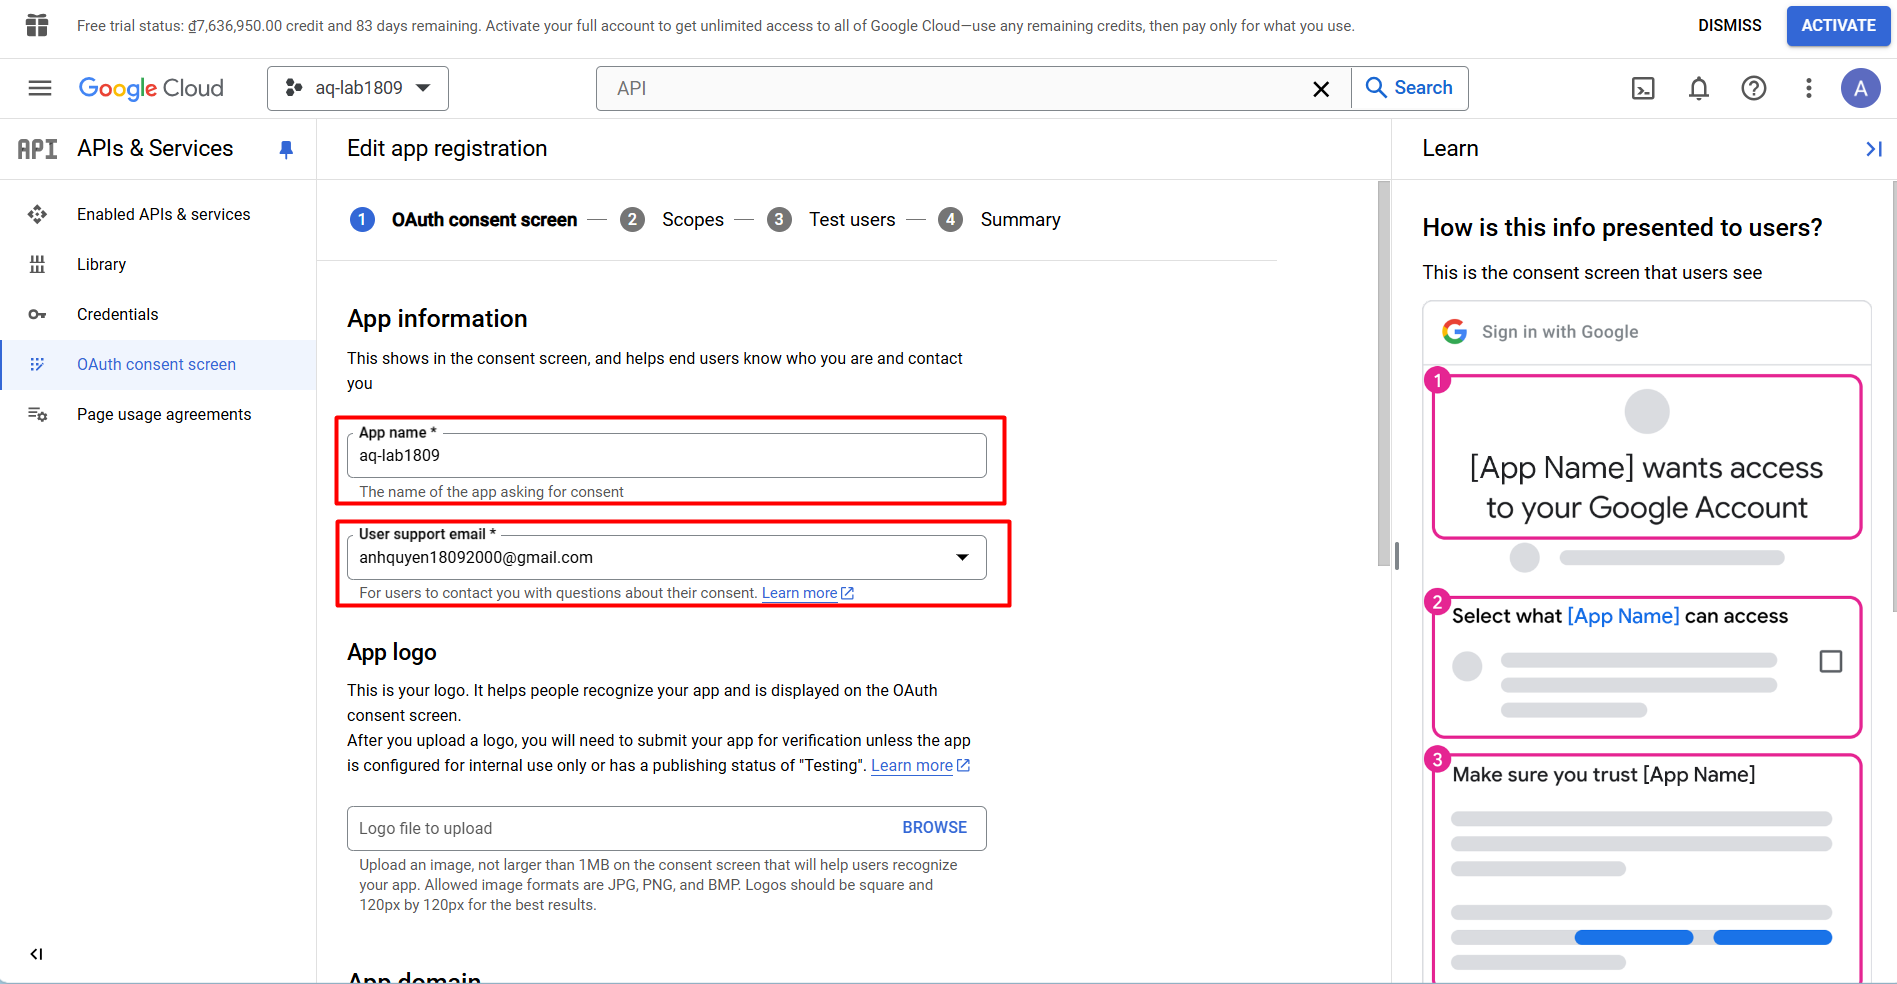 Free trial status: ₫7,636,950.00 credit and 83 days remaining. Activate your full account to get unlimited access to all of Google Cloud—use any remaining credits, then pay only for what you use.
DISMISS
ACTIVATE
Google Cloud
aq-lab1809
API
Search
A
API
APIs & Services
Enabled APIs & services
Library
Credentials
OAuth consent screen
Page usage agreements
Edit app registration
1 OAuth consent screen
2 Scopes
3 Test users
4 Summary
App information
This shows in the consent screen, and helps end users know who you are and contact
you
App name *
aq-lab1809
The name of the app asking for consent
User support email *
anhquyen18092000@gmail.com
For users to contact you with questions about their consent. Learn more
App logo
This is your logo. It helps people recognize your app and is displayed on the OAuth
consent screen.
After you upload a logo, you will need to submit your app for verification unless the app
is configured for internal use only or has a publishing status of "Testing". Learn more
Logo file to upload
BROWSE
Upload an image, not larger than 1MB on the consent screen that will help users recognize
your app. Allowed image formats are JPG, PNG, and BMP. Logos should be square and
120px by 120px for the best results.
App domain
Learn
How is this info presented to users?
This is the consent screen that users see
Sign in with Google
1
[App Name] wants access
to your Google Account
2
Select what [App Name] can access
3
Make sure you trust [App Name]